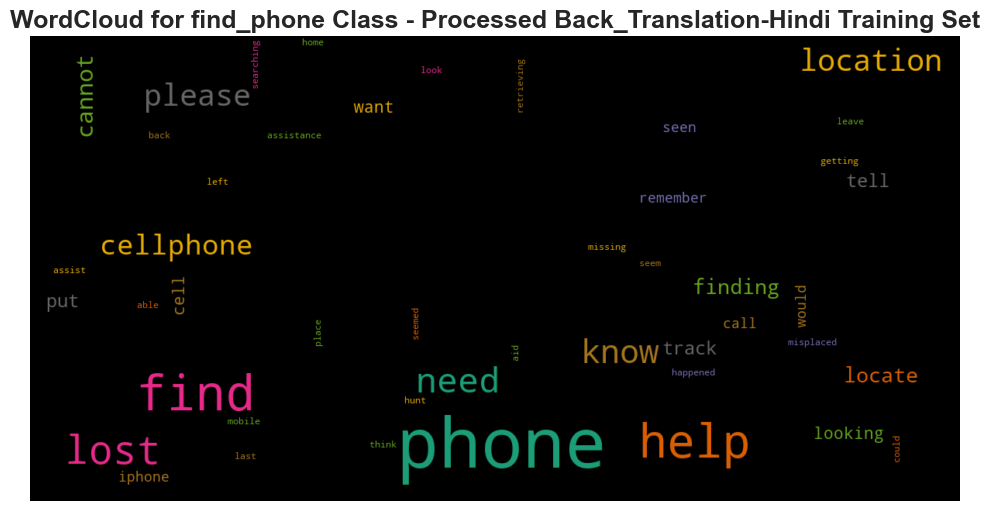 WordCloud for find_phone Class - Processed Back_Translation-Hindi Training Set
home
searching
look
location
cannot
please
want
retrieving
seen
leave
back
assistance
getting
left
tell
remember
cellphone
missing
assist
seem
put
able
cell
finding
would
place
seemed
call
know
track
misplaced
aid
find
need
happened
locate
hunt
mobile
phone
help
looking
lost
think
could
last
iphone